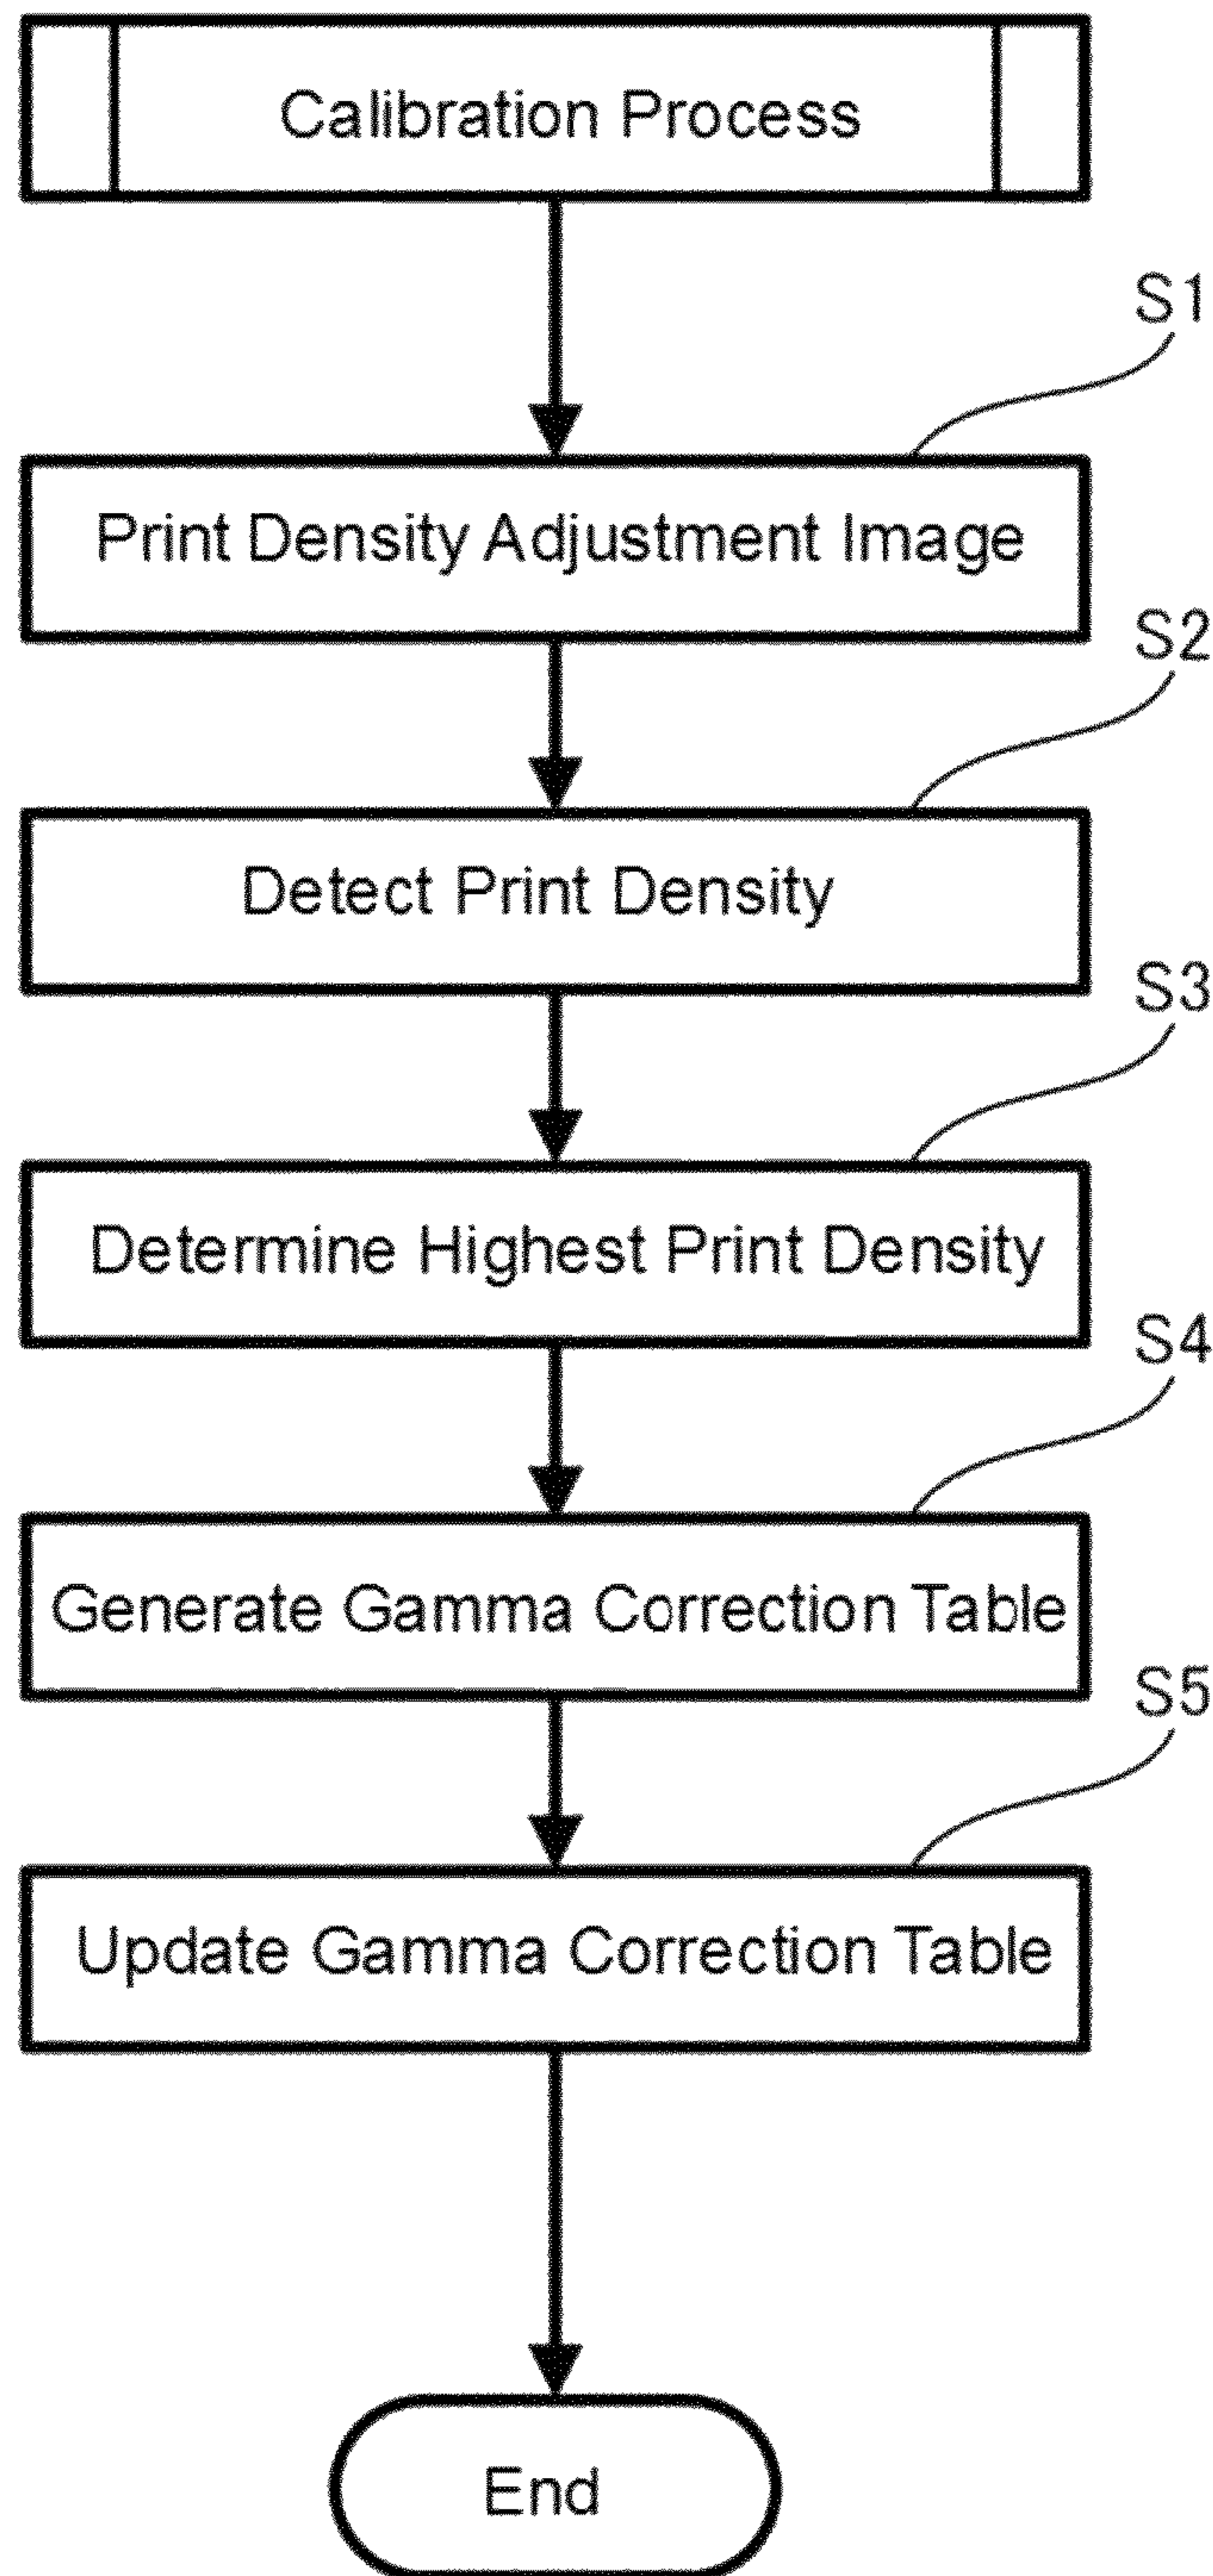 Calibration Process
S1
Print Density Adjustment Image
S2
Detect Print Density
S3
Determine Highest Print Density
S4
Generate Gamma Correction Table
S5
Update Gamma Correction Table
End